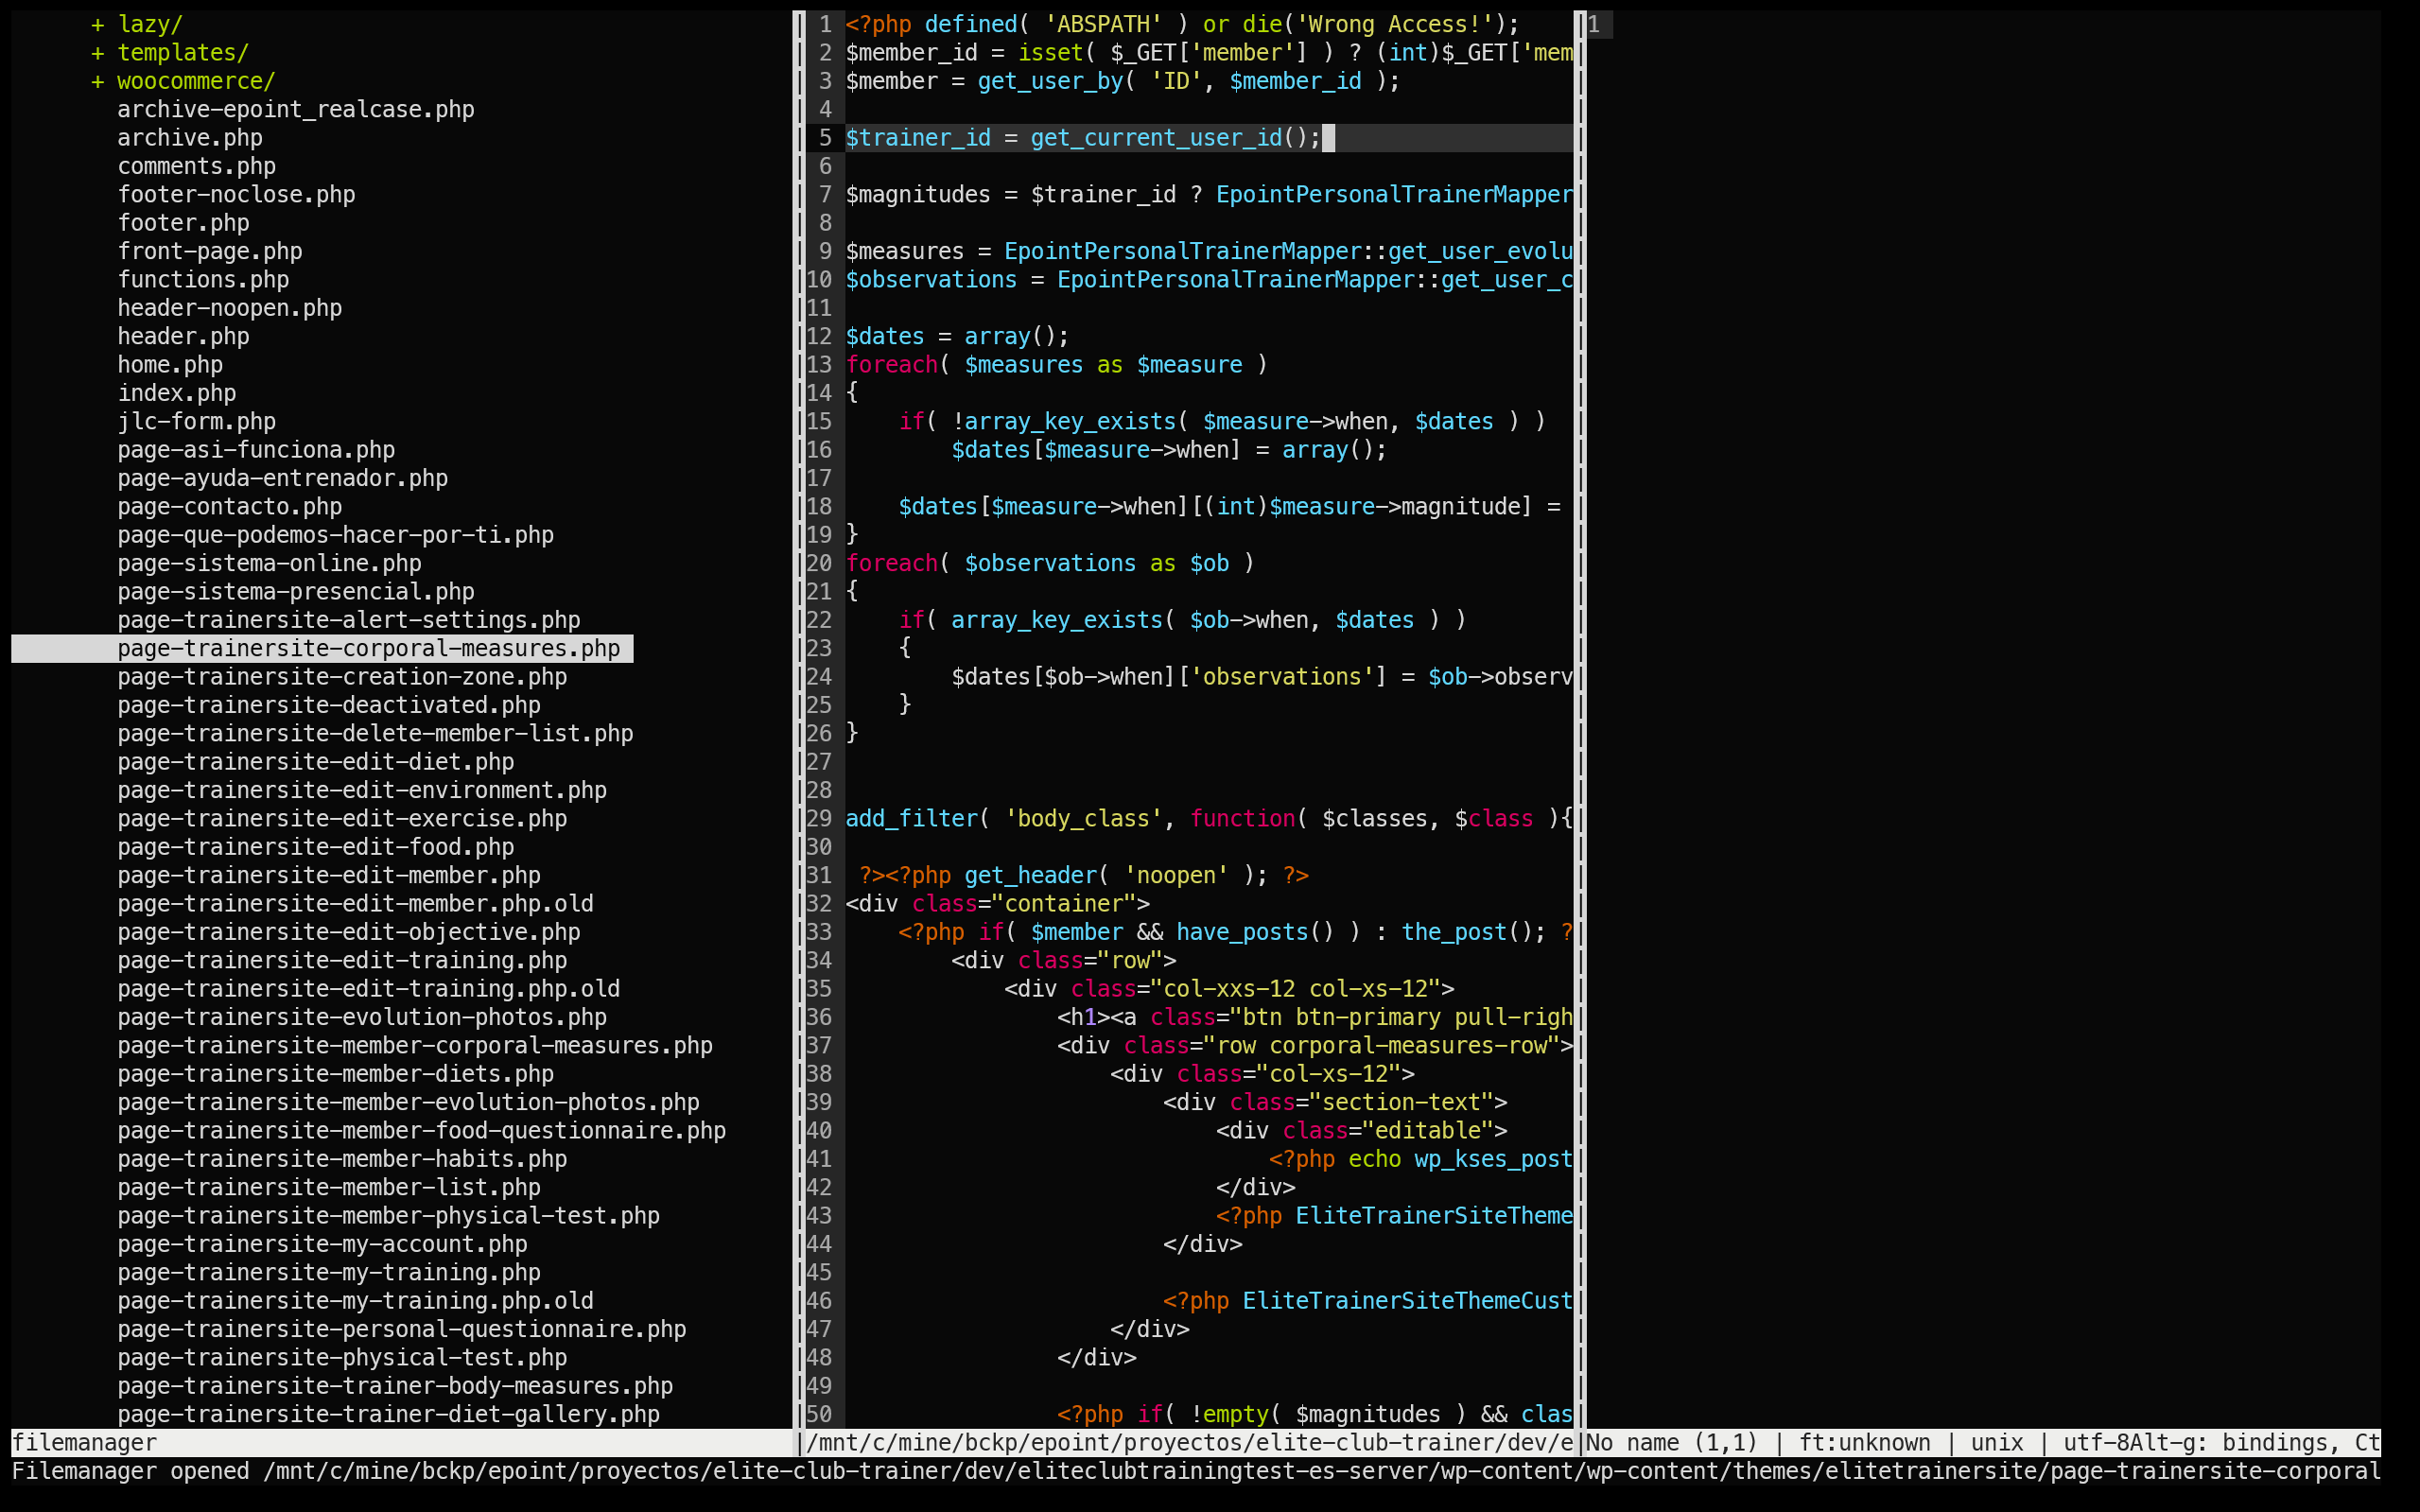 + lazy/
+ templates/
+ woocommerce/
archive-epoint_realcase.php
archive.php
comments.php
footer-noclose.php
footer.php
front-page.php
functions.php
header-noopen.php
header.php
home.php
index.php
jlc-form.php
page-asi-funciona.php
page-ayuda-entrenador.php
page-contacto.php
page-que-podemos-hacer-por-ti.php
page-sistema-online.php
page-sistema-presencial.php
page-trainersite-alert-settings.php
page-trainersite-corporal-measures.php
page-trainersite-creation-zone.php
page-trainersite-deactivated.php
page-trainersite-delete-member-list.php
page-trainersite-edit-diet.php
page-trainersite-edit-environment.php
page-trainersite-edit-exercise.php
page-trainersite-edit-food.php
page-trainersite-edit-member.php
page-trainersite-edit-member.php.old
page-trainersite-edit-objective.php
page-trainersite-edit-training.php
page-trainersite-edit-training.php.old
page-trainersite-evolution-photos.php
page-trainersite-member-corporal-measures.php
page-trainersite-member-diets.php
page-trainersite-member-evolution-photos.php
page-trainersite-member-food-questionnaire.php
page-trainersite-member-habits.php
page-trainersite-member-list.php
page-trainersite-member-physical-test.php
page-trainersite-my-account.php
page-trainersite-my-training.php
page-trainersite-my-training.php.old
page-trainersite-personal-questionnaire.php
page-trainersite-physical-test.php
page-trainersite-trainer-body-measures.php
page-trainersite-trainer-diet-gallery.php
filemanager
1 <?php defined( 'ABSPATH' ) or die('Wrong Access!');
2 $member_id = isset( $_GET['member'] ) ? (int)$_GET['mem
3 $member = get_user_by( 'ID', $member_id );
4
5 $trainer_id = get_current_user_id();
6
7 $magnitudes = $trainer_id ? EpointPersonalTrainerMapper
8
9 $measures = EpointPersonalTrainerMapper::get_user_evolu
10 $observations = EpointPersonalTrainerMapper::get_user_c
11
12 $dates = array();
13 foreach( $measures as $measure )
14 {
15     if( !array_key_exists( $measure->when, $dates ) )
16         $dates[$measure->when] = array();
17
18     $dates[$measure->when][(int)$measure->magnitude] =
19 }
20 foreach( $observations as $ob )
21 {
22     if( array_key_exists( $ob->when, $dates ) )
23     {
24         $dates[$ob->when]['observations'] = $ob->observ
25     }
26 }
27
28
29 add_filter( 'body_class', function( $classes, $class ){
30
31  ?><?php get_header( 'noopen' ); ?>
32 <div class="container">
33     <?php if( $member && have_posts() ) : the_post(); ?
34         <div class="row">
35             <div class="col-xxs-12 col-xs-12">
36                 <h1><a class="btn btn-primary pull-righ
37                 <div class="row corporal-measures-row">
38                     <div class="col-xs-12">
39                         <div class="section-text">
40                             <div class="editable">
41                                 <?php echo wp_kses_post
42                             </div>
43                             <?php EliteTrainerSiteTheme
44                         </div>
45
46                         <?php EliteTrainerSiteThemeCust
47                     </div>
48                 </div>
49
50                 <?php if( !empty( $magnitudes ) && clas
/mnt/c/mine/bckp/epoint/proyectos/elite-club-trainer/dev/e
1
No name (1,1) | ft:unknown | unix | utf-8Alt-g: bindings, Ct
Filemanager opened /mnt/c/mine/bckp/epoint/proyectos/elite-club-trainer/dev/eliteclubtrainingtest-es-server/wp-content/wp-content/themes/elitetrainersite/page-trainersite-corporal